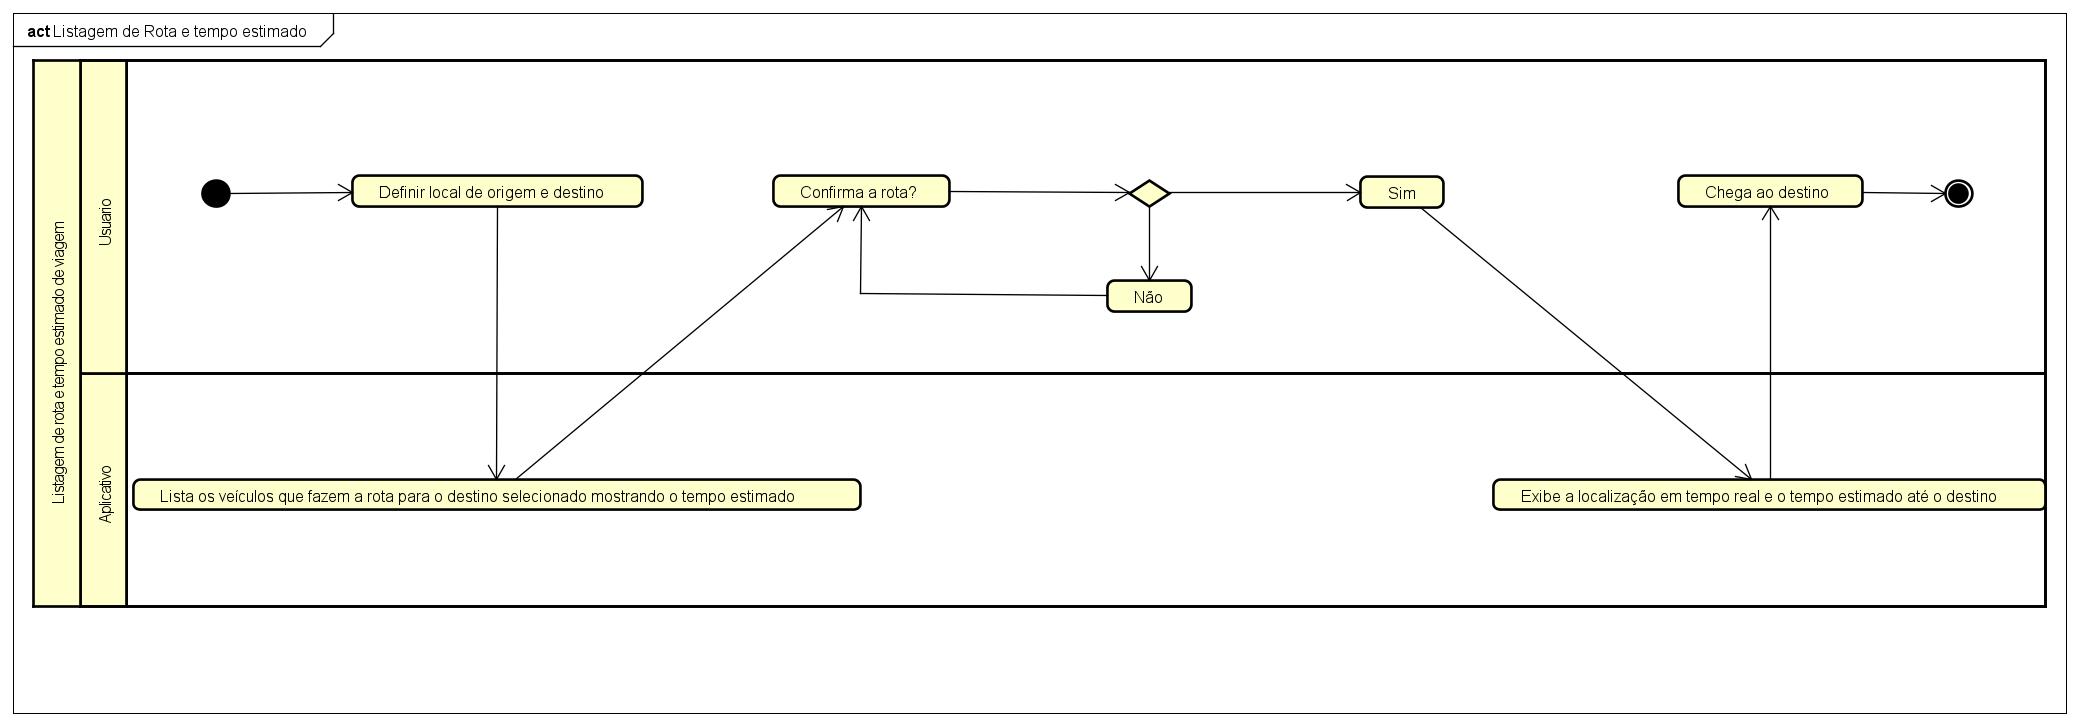 act Listagem de Rota e tempo estimado
Listagem de rota e tempo estimado de viagem
Usuario
Definir local de origem e destino
Confirma a rota?
Sim
Chega ao destino
Não
Aplicativo
Lista os veículos que fazem a rota para o destino selecionado mostrando o tempo estimado
Exibe a localização em tempo real e o tempo estimado até o destino